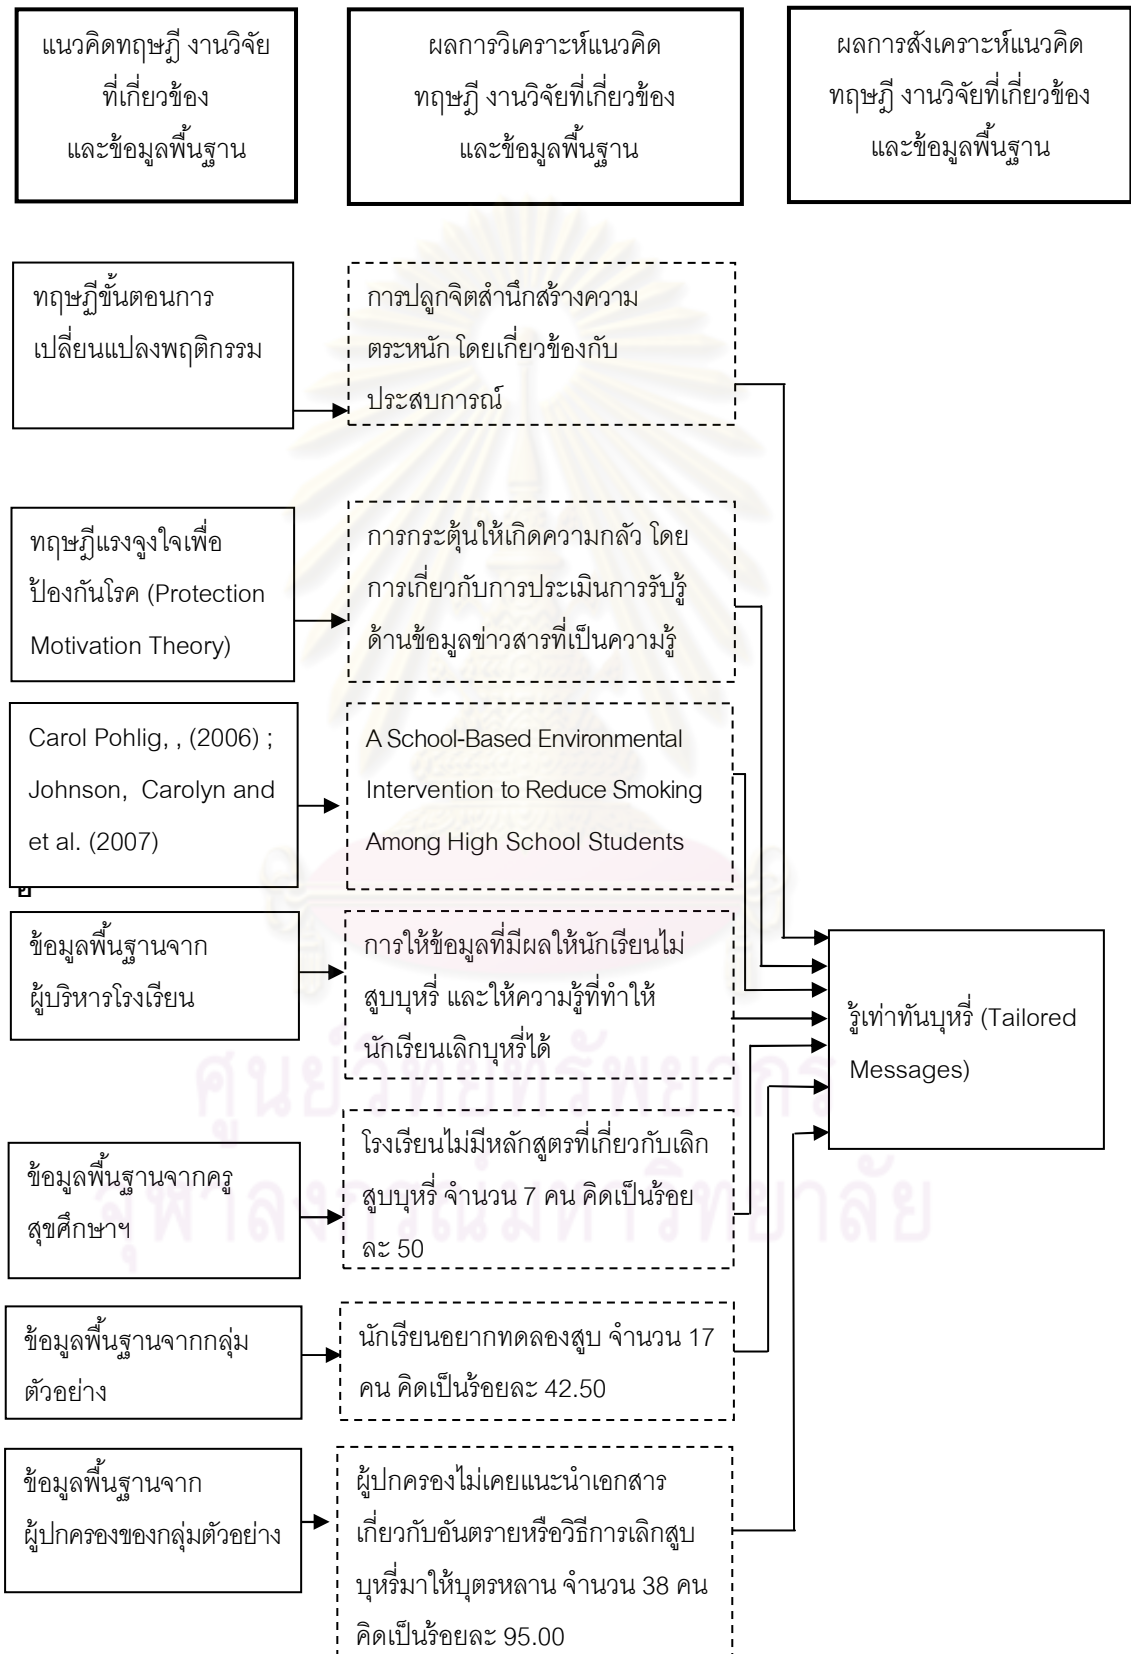 แนวคิดทฤษฎี งานวิจัย
ที่เกี่ยวข้อง
และข้อมูลพื้นฐาน
ผลการวิเคราะห์แนวคิด
ทฤษฎี งานวิจัยที่เกี่ยวข้อง
และข้อมูลพื้นฐาน
ผลการสังเคราะห์แนวคิด
ทฤษฎี งานวิจัยที่เกี่ยวข้อง
และข้อมูลพื้นฐาน
ทฤษฎีขั้นตอนการ
เปลี่ยนแปลงพฤติกรรม
การปลูกจิตสำนึกสร้างความ
ตระหนัก โดยเกี่ยวข้องกับ
ประสบการณ์
ทฤษฎีแรงจูงใจเพื่อ
ป้องกันโรค (Protection
Motivation Theory)
การกระตุ้นให้เกิดความกลัว โดย
การเกี่ยวกับการประเมินการรับรู้
ด้านข้อมูลข่าวสารที่เป็นความรู้
Carol Pohlig, , (2006) ;
Johnson, Carolyn and
et al. (2007)
A School-Based Environmental
Intervention to Reduce Smoking
Among High School Students
ข้อมูลพื้นฐานจาก
ผู้บริหารโรงเรียน
การให้ข้อมูลที่มีผลให้นักเรียนไม่
สูบบุหรี่ และให้ความรู้ที่ทำให้
นักเรียนเลิกบุหรี่ได้
รู้เท่าทันบุหรี่ (Tailored
Messages)
ข้อมูลพื้นฐานจากครู
สุขศึกษาฯ
โรงเรียนไม่มีหลักสูตรที่เกี่ยวกับเลิก
สูบบุหรี่ จำนวน 7 คน คิดเป็นร้อย
ละ 50
ข้อมูลพื้นฐานจากกลุ่ม
ตัวอย่าง
นักเรียนอยากทดลองสูบ จำนวน 17
คน คิดเป็นร้อยละ 42.50
ข้อมูลพื้นฐานจาก
ผู้ปกครองของกลุ่มตัวอย่าง
ผู้ปกครองไม่เคยแนะนำเอกสาร
เกี่ยวกับอันตรายหรือวิธีการเลิกสูบ
บุหรี่มาให้บุตรหลาน จำนวน 38 คน
คิดเป็นร้อยละ 95.00
ศูนย์วิทยทรัพยากร
จุฬาลงกรณ์มหาวิทยาลัย